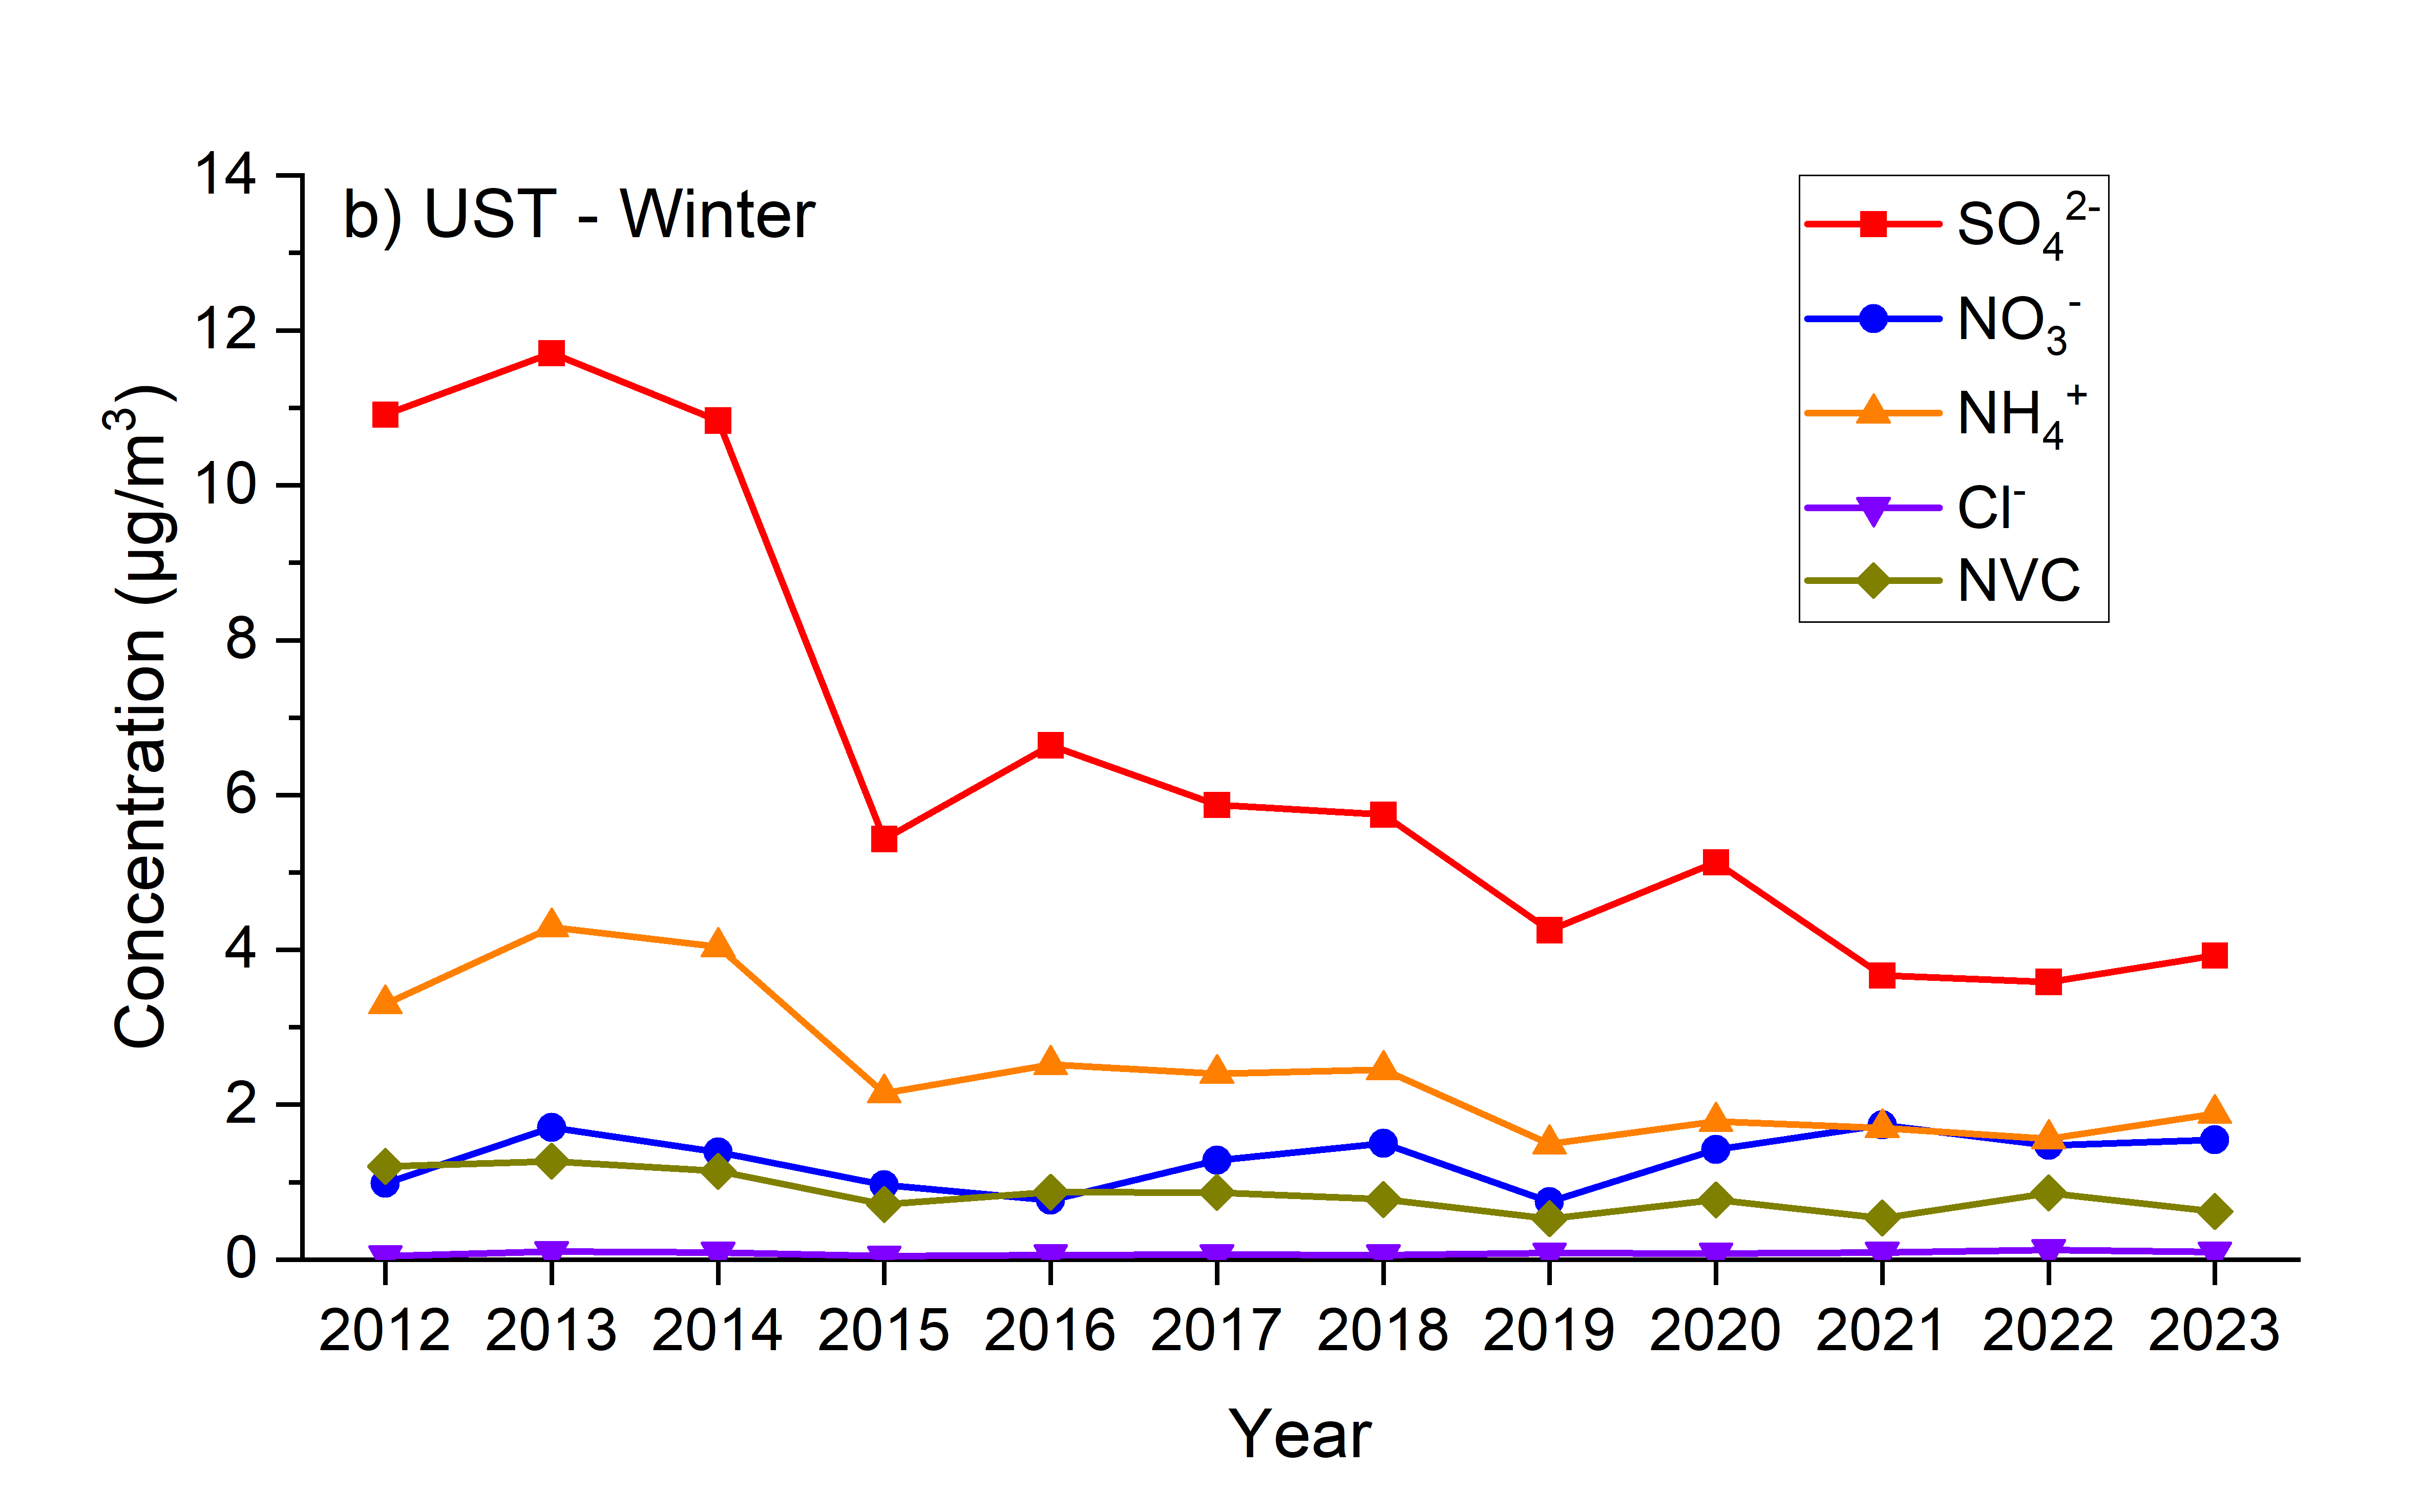 b) UST - Winter
SO₄²⁻
NO₃⁻
NH₄⁺
Cl⁻
NVC
Concentration (μg/m³)
14
12
10
8
6
4
2
0
2012 2013 2014 2015 2016 2017 2018 2019 2020 2021 2022 2023
Year